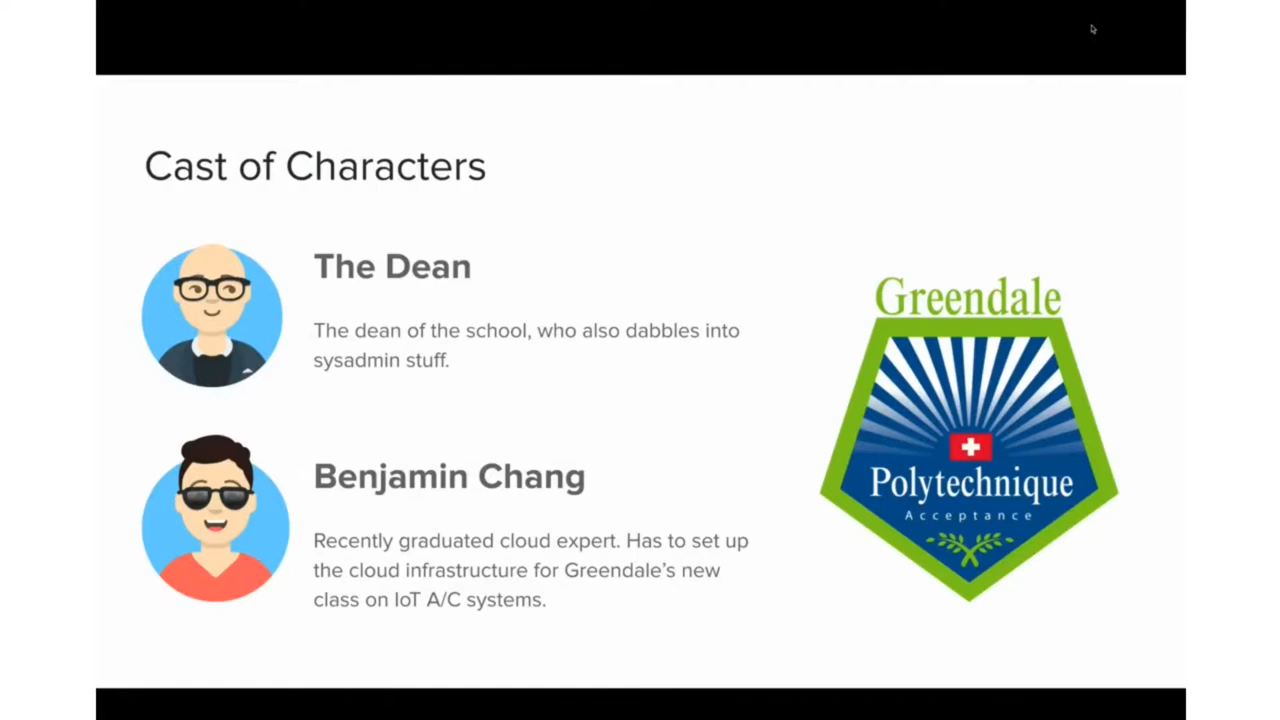 Cast of Characters
The Dean
The dean of the school, who also dabbles into
sysadmin stuff.
Benjamin Chang
Recently graduated cloud expert. Has to set up
the cloud infrastructure for Greendale's new
class on IoT A/C systems.
Greendale
Polytechnique
Acceptance